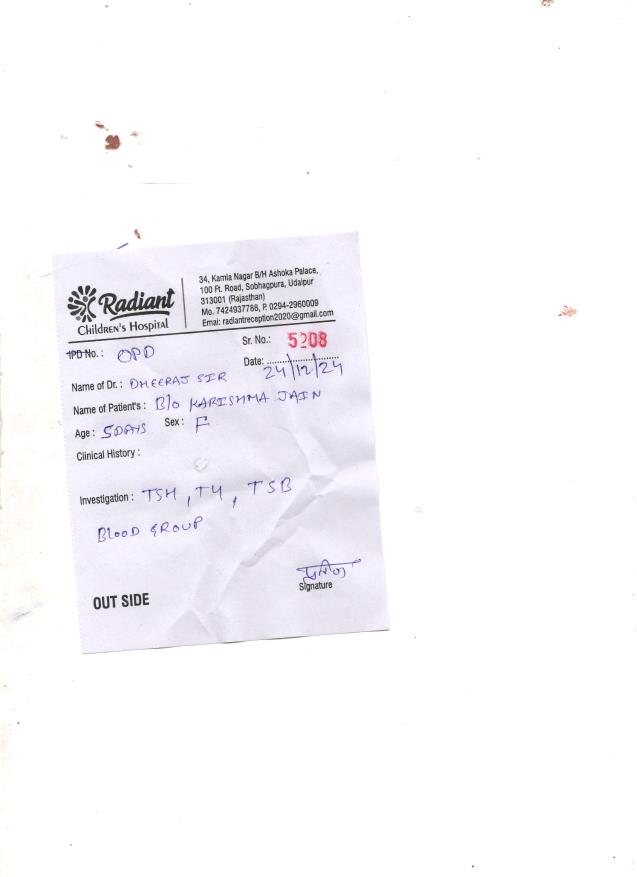 Radiant
Children's Hospital
34, Kamla Nagar B/H Ashoka Palace,
100 Ft. Road, Sobhagpura, Udaipur
313001 (Rajasthan)
Mo. 7424937788, P. 0294-2960009
Emai: radiantreception2020@gmail.com
IPD No.: OPD
Sr. No.: 5208
Date: 24/12/24
Name of Dr.: DHEERAJ SIR
Name of Patient's: B/o KARISHMA JAIN
Age: 5DAYS Sex: F
Clinical History:
Investigation: TSH, T4, TSB
BLOOD GROUP
Signature
OUT SIDE